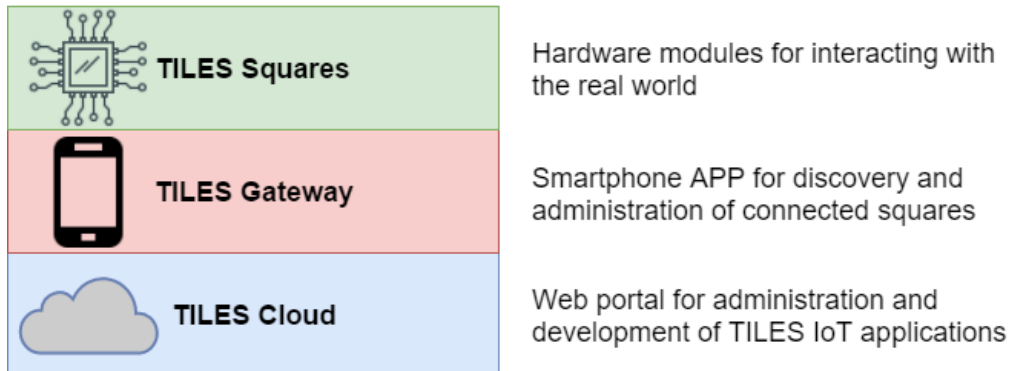 TILES Squares
Hardware modules for interacting with
the real world
TILES Gateway
Smartphone APP for discovery and
administration of connected squares
TILES Cloud
Web portal for administration and
development of TILES IoT applications